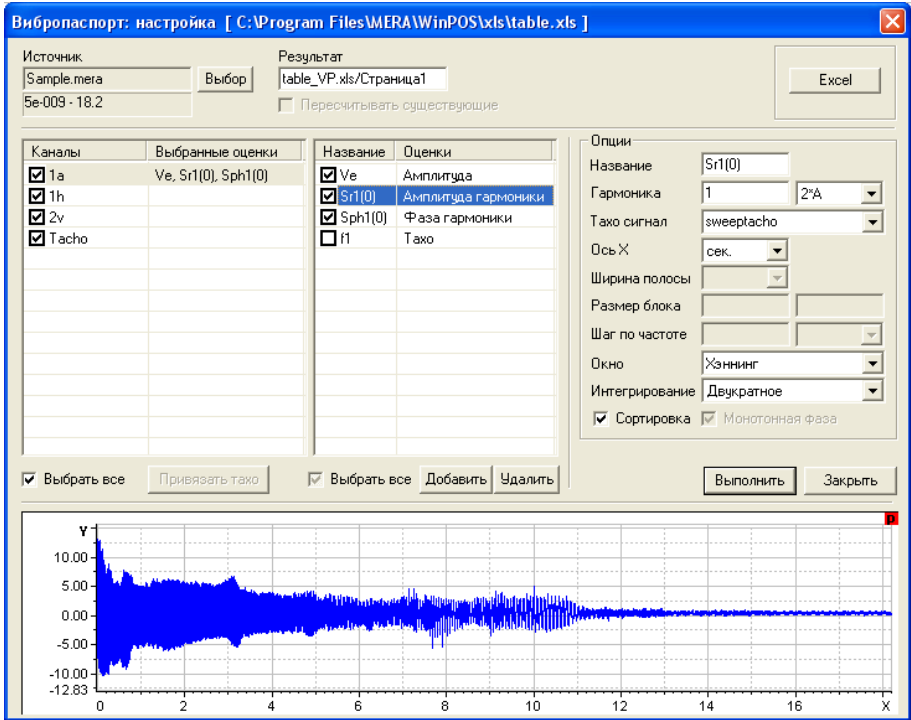 Вибропаспорт: настройка [ C:\Program Files\MERA\WinPOS\xls\table.xls ]
Источник Результат
Sample.mera Выбор table_VP.xls/Страница1 Excel
5e-009 - 18.2 Пересчитывать существующие
Каналы Выбранные оценки Название Оценки Опции
1a Ve, Sr1(0), Sph1(0) Ve Амплитуда Название Sr1(0)
1h Sr1(0) Амплитуда гармоники Гармоника 1 2*A
2v Sph1(0) Фаза гармоники Тахо сигнал sweeptacho
Tacho f1 Тахо
Ось X сек.
Ширина полосы
Размер блока
Шаг по частоте
Окно Хэннинг
Интегрирование Двукратное
Сортировка Монотонная фаза
Выбрать все Привязать тахо Выбрать все Добавить Удалить Выполнить Закрыть
p
Y
10.00
5.00
0.00
-5.00
-10.00
-12.83
0 2 4 6 8 10 12 14 16 X